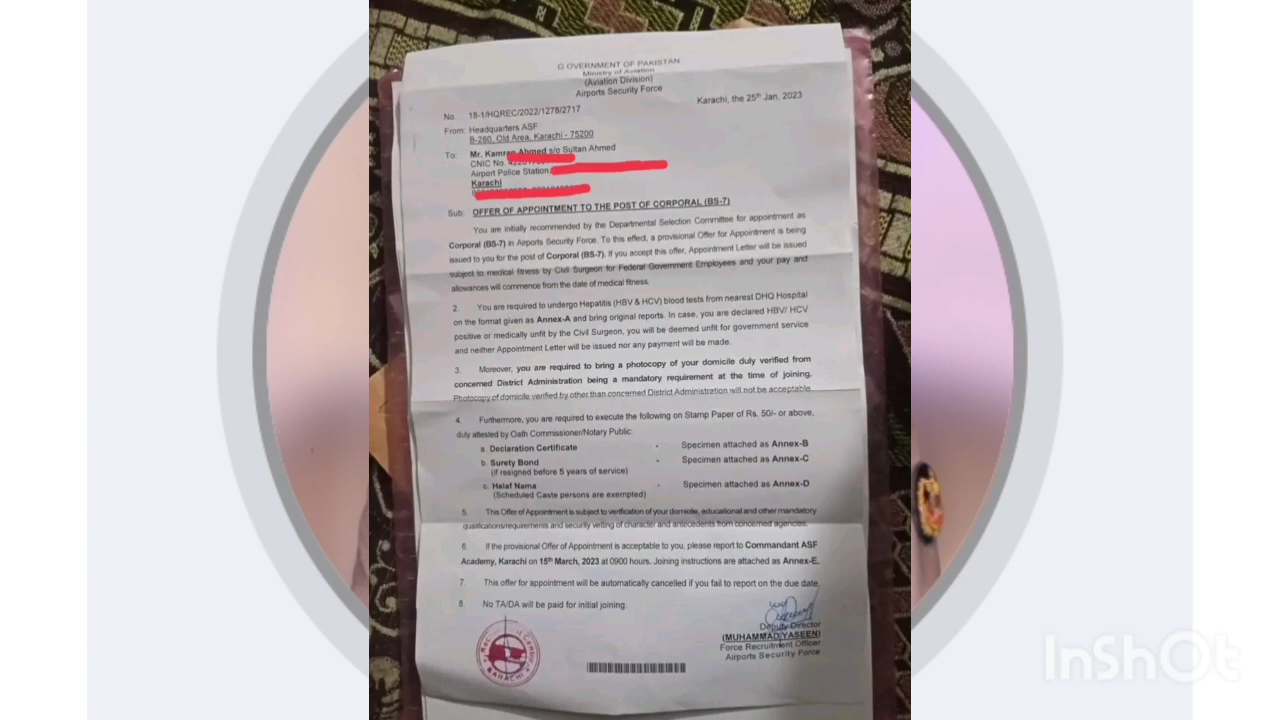 GOVERNMENT OF PAKISTAN
Ministry of Aviation
(Aviation Division)
Airports Security Force
Karachi, the 25th Jan, 2023
No. 16-1/HQREC/2022/1278/2717
From: Headquarters ASF
B-280, Old Area, Karachi - 75200
To: Mr. Kamran Ahmed s/o Sultan Ahmed
CNIC No.
Airport Police Station,
Karachi
Sub: OFFER OF APPOINTMENT TO THE POST OF CORPORAL (BS-7)
You are initially recommended by the Departmental Selection Committee for appointment as
Corporal (BS-7) in Airports Security Force. To this effect, a provisional Offer for Appointment is being
issued to you for the post of Corporal (BS-7). If you accept this offer, Appointment Letter will be issued
subject to medical fitness by Civil Surgeon for Federal Government Employees and your pay and
allowances will commence from the date of medical fitness.
2. You are required to undergo Hepatitis (HBV & HCV) blood tests from nearest DHQ Hospital
on the format given as Annex-A and bring original reports. In case, you are declared HBV/ HCV
positive or medically unfit by the Civil Surgeon, you will be deemed unfit for government service
and neither Appointment Letter will be issued nor any payment will be made.
3. Moreover, you are required to bring a photocopy of your domicile duly verified from
concerned District Administration being a mandatory requirement at the time of joining.
Photocopy of domicile verified by other than concerned District Administration will not be acceptable
4. Furthermore, you are required to execute the following on Stamp Paper of Rs. 50/- or above,
duly attested by Oath Commissioner/Notary Public:
a. Declaration Certificate - Specimen attached as Annex-B
b. Surety Bond - Specimen attached as Annex-C
(if resigned before 5 years of service)
c. Halaf Nama - Specimen attached as Annex-D
(Scheduled Caste persons are exempted)
5. This Offer of Appointment is subject to verification of your domicile, educational and other mandatory
qualifications/requirements and security vetting of character and antecedents from concerned agencies.
6. If the provisional Offer of Appointment is acceptable to you, please report to Commandant ASF
Academy, Karachi on 15th March, 2023 at 0900 hours. Joining instructions are attached as Annex-E.
7. This offer for appointment will be automatically cancelled if you fail to report on the due date.
8. No TA/DA will be paid for initial joining.
Deputy Director
(MUHAMMAD YASEEN)
Force Recruitment Officer
Airports Security Force
KARACHI
InShOt